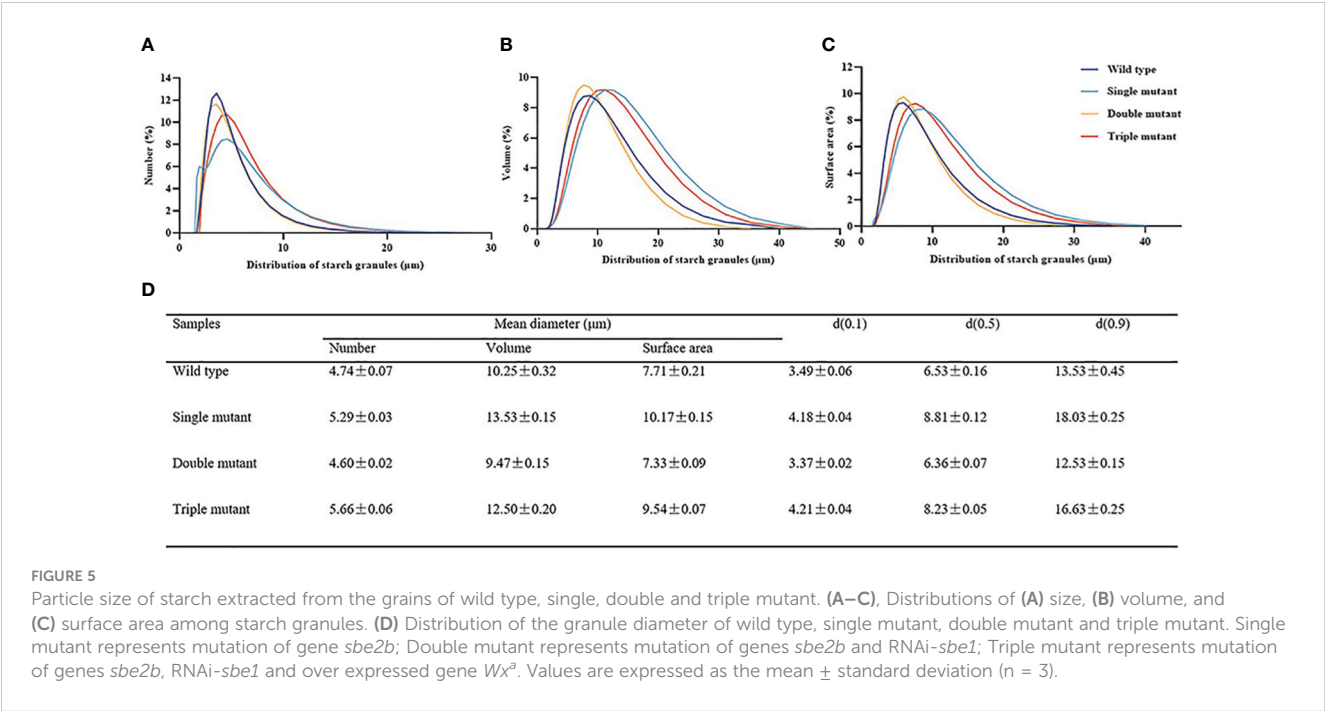 A
B
C
Number (%)
14
12
10
8
6
4
2
0
0 10 20 30
Distribution of starch granules (μm)
Volume (%)
10
8
6
4
2
0
0 10 20 30 40 50
Distribution of starch granules (μm)
Surface area (%)
12
10
8
6
4
2
0
0 10 20 30 40
Distribution of starch granules (μm)
Wild type
Single mutant
Double mutant
Triple mutant
D
Samples Mean diameter (μm) d(0.1) d(0.5) d(0.9)
Number Volume Surface area
Wild type 4.74±0.07 10.25±0.32 7.71±0.21 3.49±0.06 6.53±0.16 13.53±0.45
Single mutant 5.29±0.03 13.53±0.15 10.17±0.15 4.18±0.04 8.81±0.12 18.03±0.25
Double mutant 4.60±0.02 9.47±0.15 7.33±0.09 3.37±0.02 6.36±0.07 12.53±0.15
Triple mutant 5.66±0.06 12.50±0.20 9.54±0.07 4.21±0.04 8.23±0.05 16.63±0.25
FIGURE 5
Particle size of starch extracted from the grains of wild type, single, double and triple mutant. (A–C), Distributions of (A) size, (B) volume, and
(C) surface area among starch granules. (D) Distribution of the granule diameter of wild type, single mutant, double mutant and triple mutant. Single
mutant represents mutation of gene sbe2b; Double mutant represents mutation of genes sbe2b and RNAi-sbe1; Triple mutant represents mutation
of genes sbe2b, RNAi-sbe1 and over expressed gene Wxᵃ. Values are expressed as the mean ± standard deviation (n = 3).